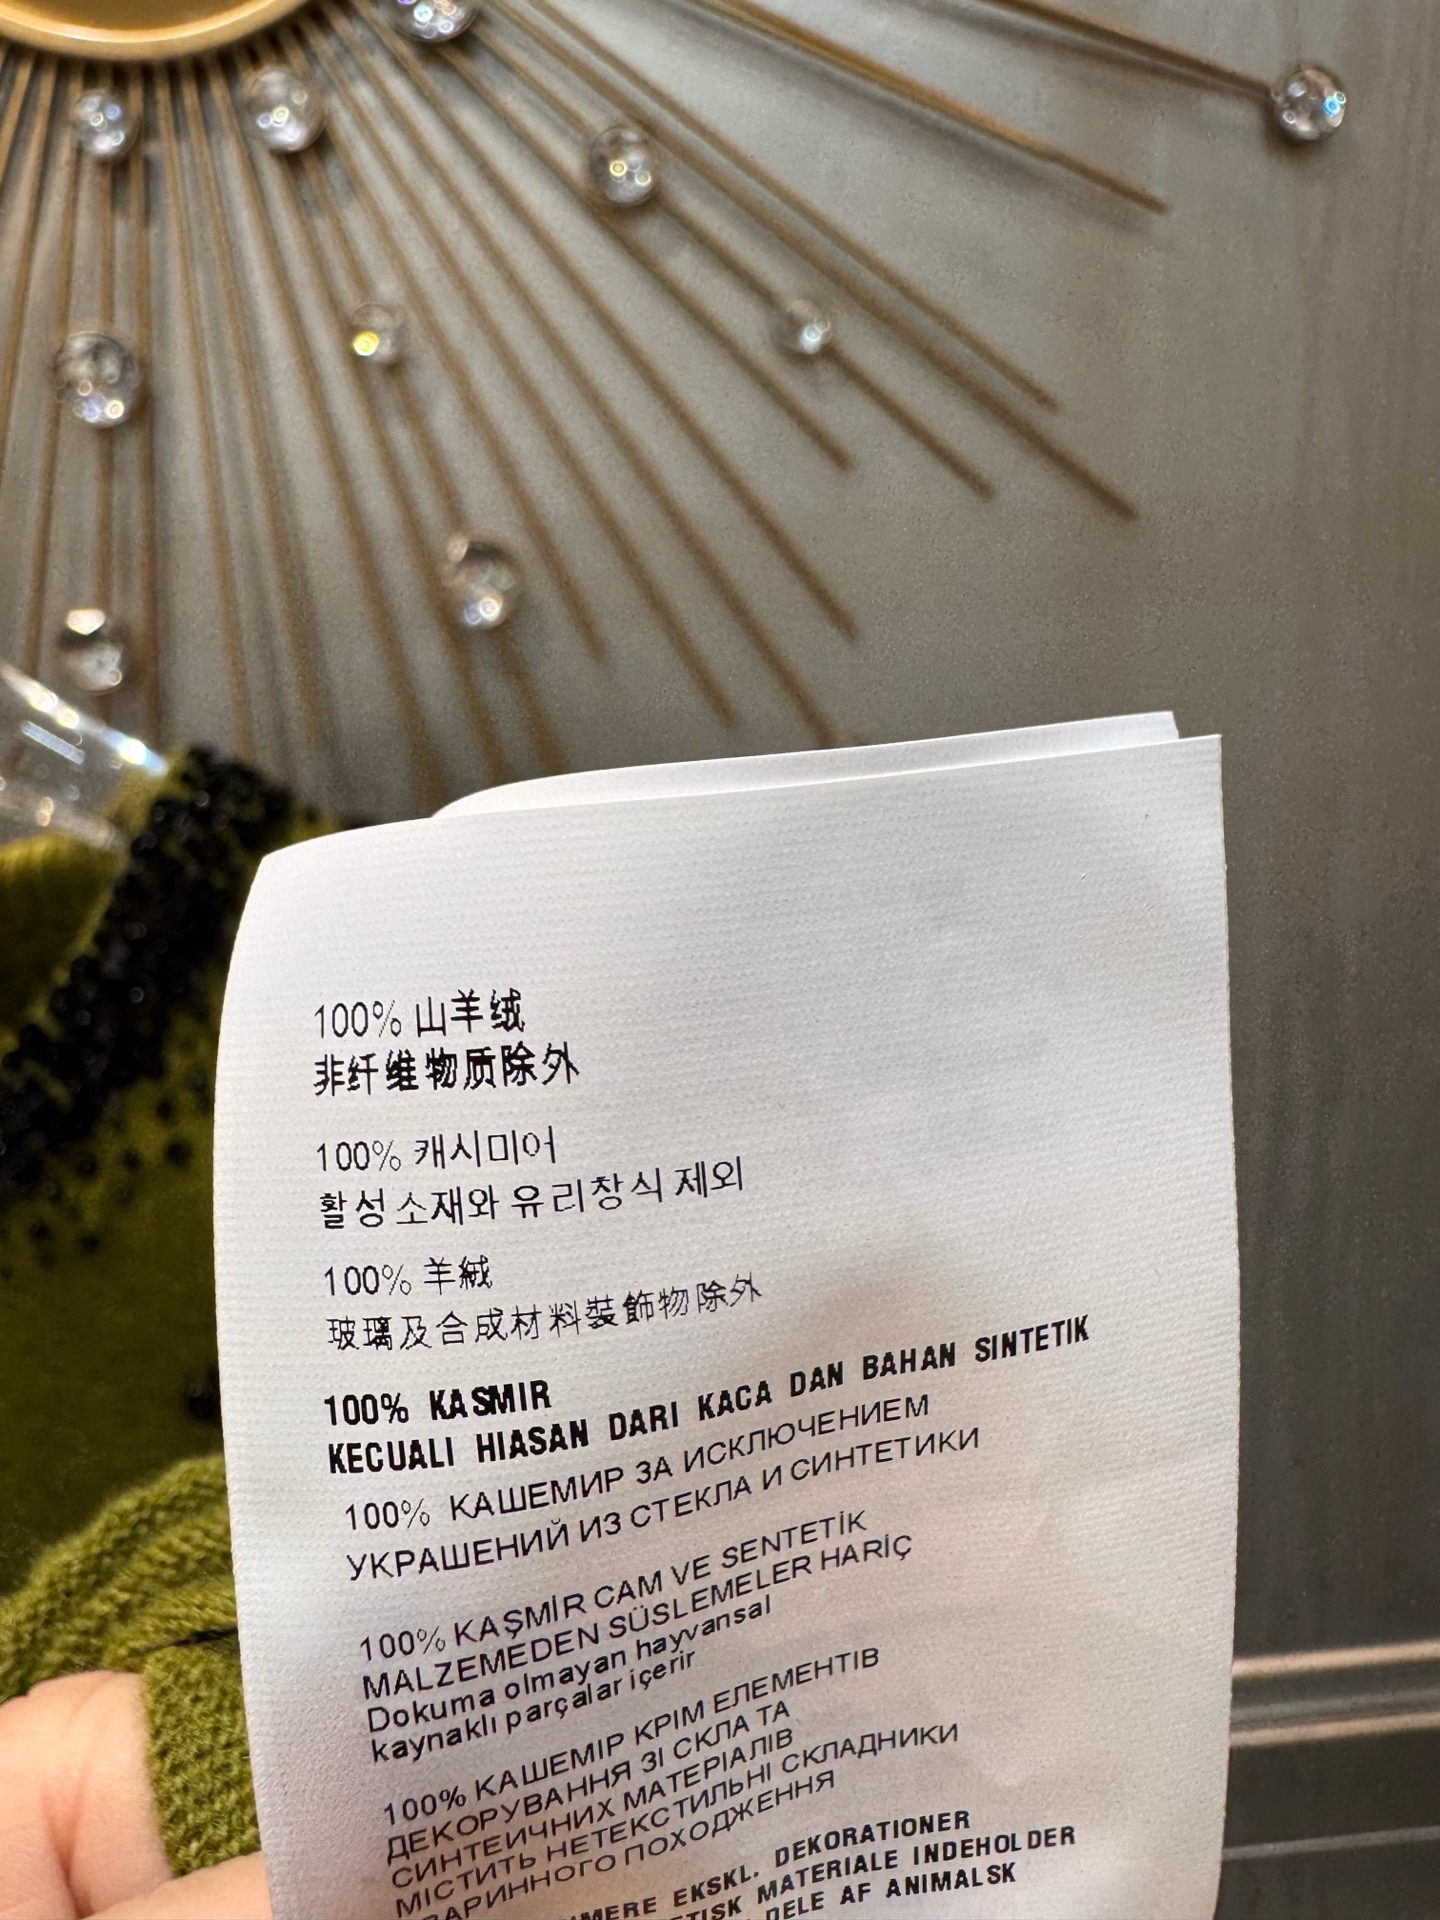 100% 山羊绒
非纤维物质除外
100% 캐시미어
활성소재와 유리장식 제외
100% 羊絨
玻璃及合成材料裝飾物除外
100% KASMIR
KECUALI HIASAN DARI KACA DAN BAHAN SINTETIK
100% КАШЕМИР ЗА ИСКЛЮЧЕНИЕМ
УКРАШЕНИЙ ИЗ СТЕКЛА И СИНТЕТИКИ
100% KAŞMİR CAM VE SENTETİK
MALZEMEDEN SÜSLEMELER HARİÇ
Dokuma olmayan hayvansal
kaynaklı parçalar içerir
100% КАШЕМІР КРІМ ЕЛЕМЕНТІВ
ДЕКОРУВАННЯ ЗІ СКЛА ТА
СИНТЕИЧНИХ МАТЕРІАЛІВ
МІСТИТЬ НЕТЕКСТИЛЬНІ СКЛАДНИКИ
ВАРИННОГО ПОХОДЖЕННЯ
EKSKL. DEKORATIONER
MATERIALE INDEHOLDER
DELE AF ANIMALSK